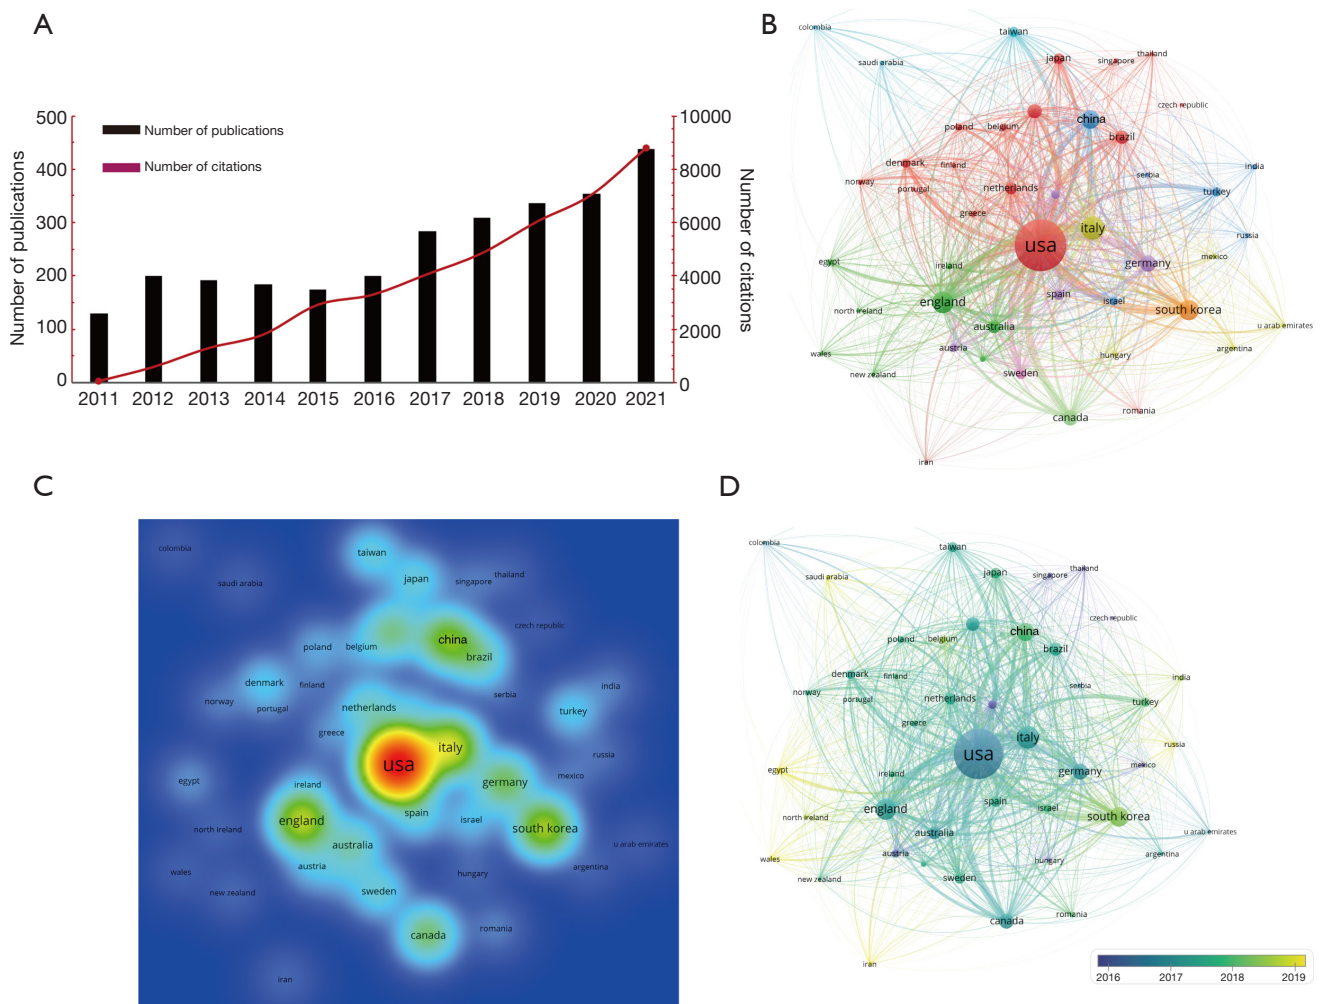 A
500
400
300
200
100
0
Number of publications
Number of publications
Number of citations
10000
8000
6000
4000
2000
0
Number of citations
2011 2012 2013 2014 2015 2016 2017 2018 2019 2020 2021
B
colombia
taiwan
saudi arabia
japan
singapore
thailand
czech republic
poland
belgium
china
brazil
denmark
finland
india
norway
portugal
netherlands
serbia
turkey
greece
usa
italy
russia
egypt
ireland
germany
mexico
england
spain
israel
north ireland
south korea
australia
u arab emirates
wales
austria
hungary
argentina
new zealand
sweden
canada
romania
iran
C
colombia
taiwan
saudi arabia
japan
singapore
thailand
czech republic
poland
belgium
china
brazil
denmark
finland
india
norway
portugal
netherlands
serbia
turkey
greece
usa
italy
russia
egypt
ireland
germany
mexico
england
spain
israel
north ireland
south korea
australia
u arab emirates
wales
austria
hungary
argentina
new zealand
sweden
canada
romania
iran
D
colombia
taiwan
saudi arabia
japan
singapore
thailand
czech republic
poland
belgium
china
brazil
denmark
finland
india
norway
portugal
netherlands
serbia
turkey
greece
usa
italy
russia
egypt
ireland
germany
mexico
england
spain
israel
north ireland
south korea
australia
u arab emirates
wales
austria
hungary
argentina
new zealand
sweden
canada
romania
iran
2016 2017 2018 2019